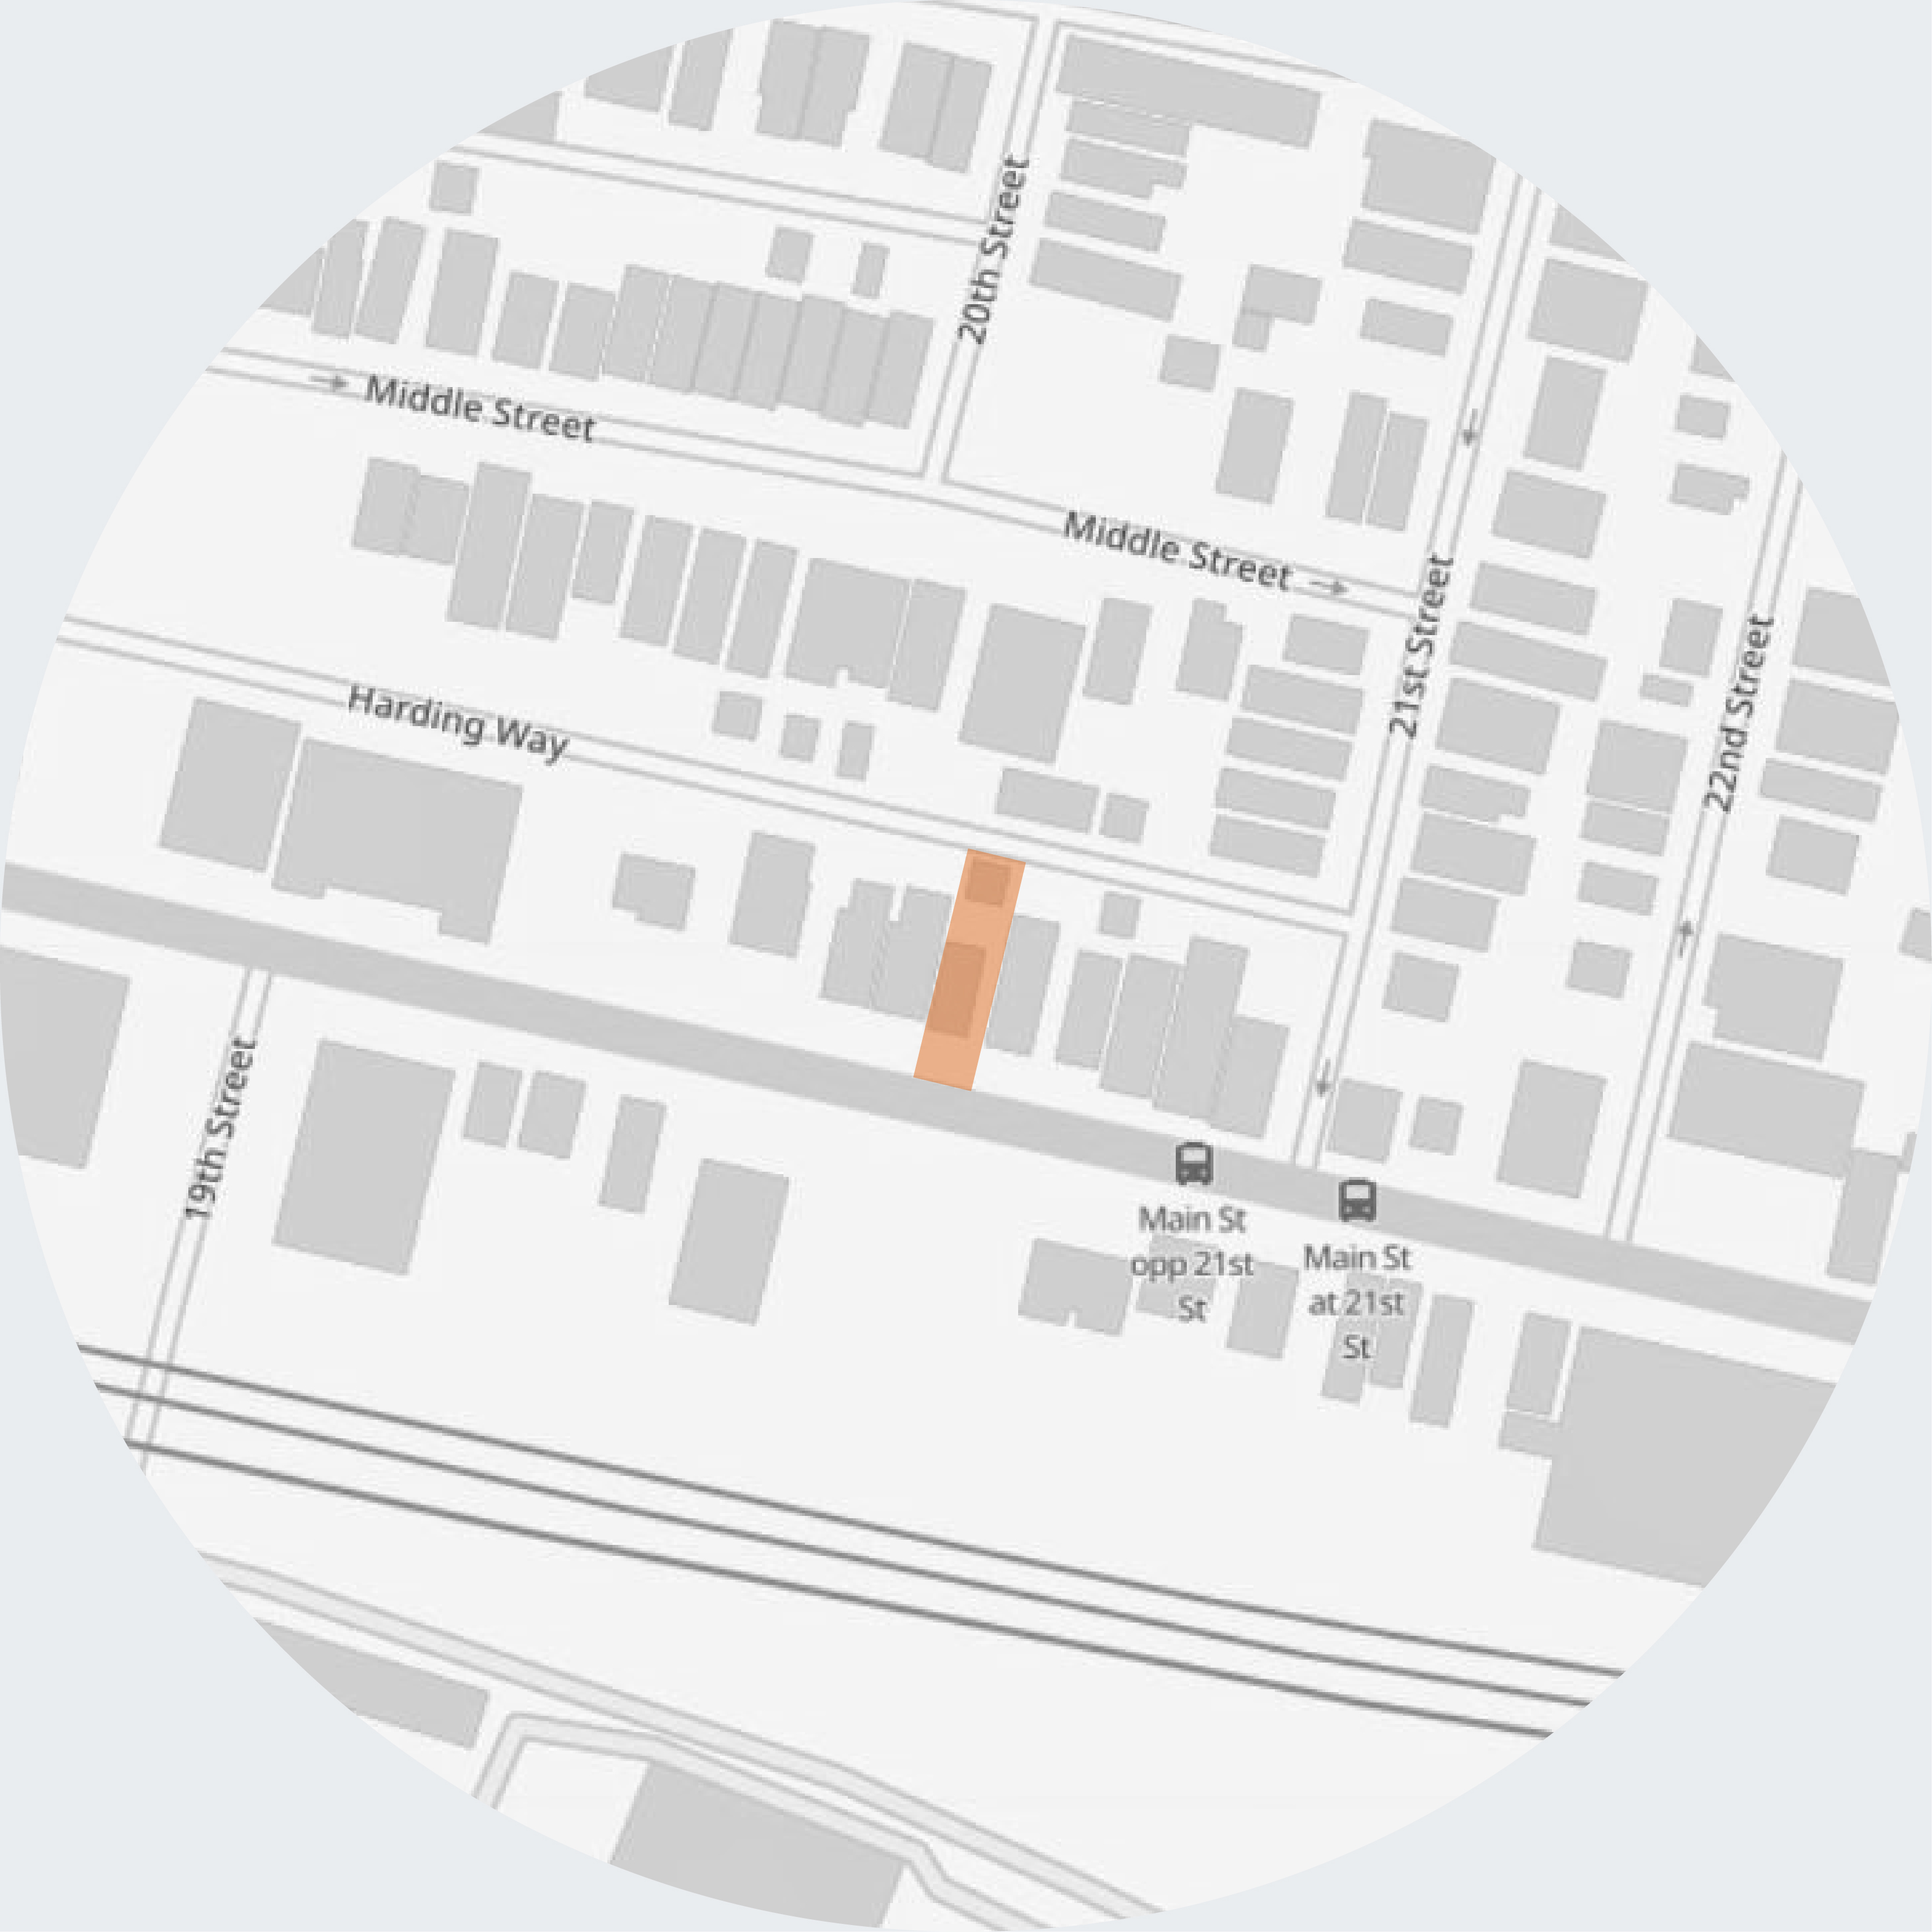 20th Street
Middle Street
Middle Street
21st Street
22nd Street
Harding Way
19th Street
Main St
opp 21st
St
Main St
at 21st
St